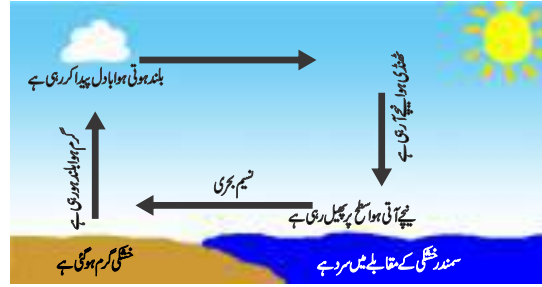 بلند ہوتی ہوا بادل پیدا کر رہی ہے
ٹھنڈی ہوا نیچے آ رہی ہے
گرم ہوا بلند ہو رہی ہے
نسیم بحری
نیچے آتی ہوا سطح پر پھیل رہی ہے
خشکی گرم ہوگئی ہے
سمندر خشکی کے مقابلے میں سرد ہے